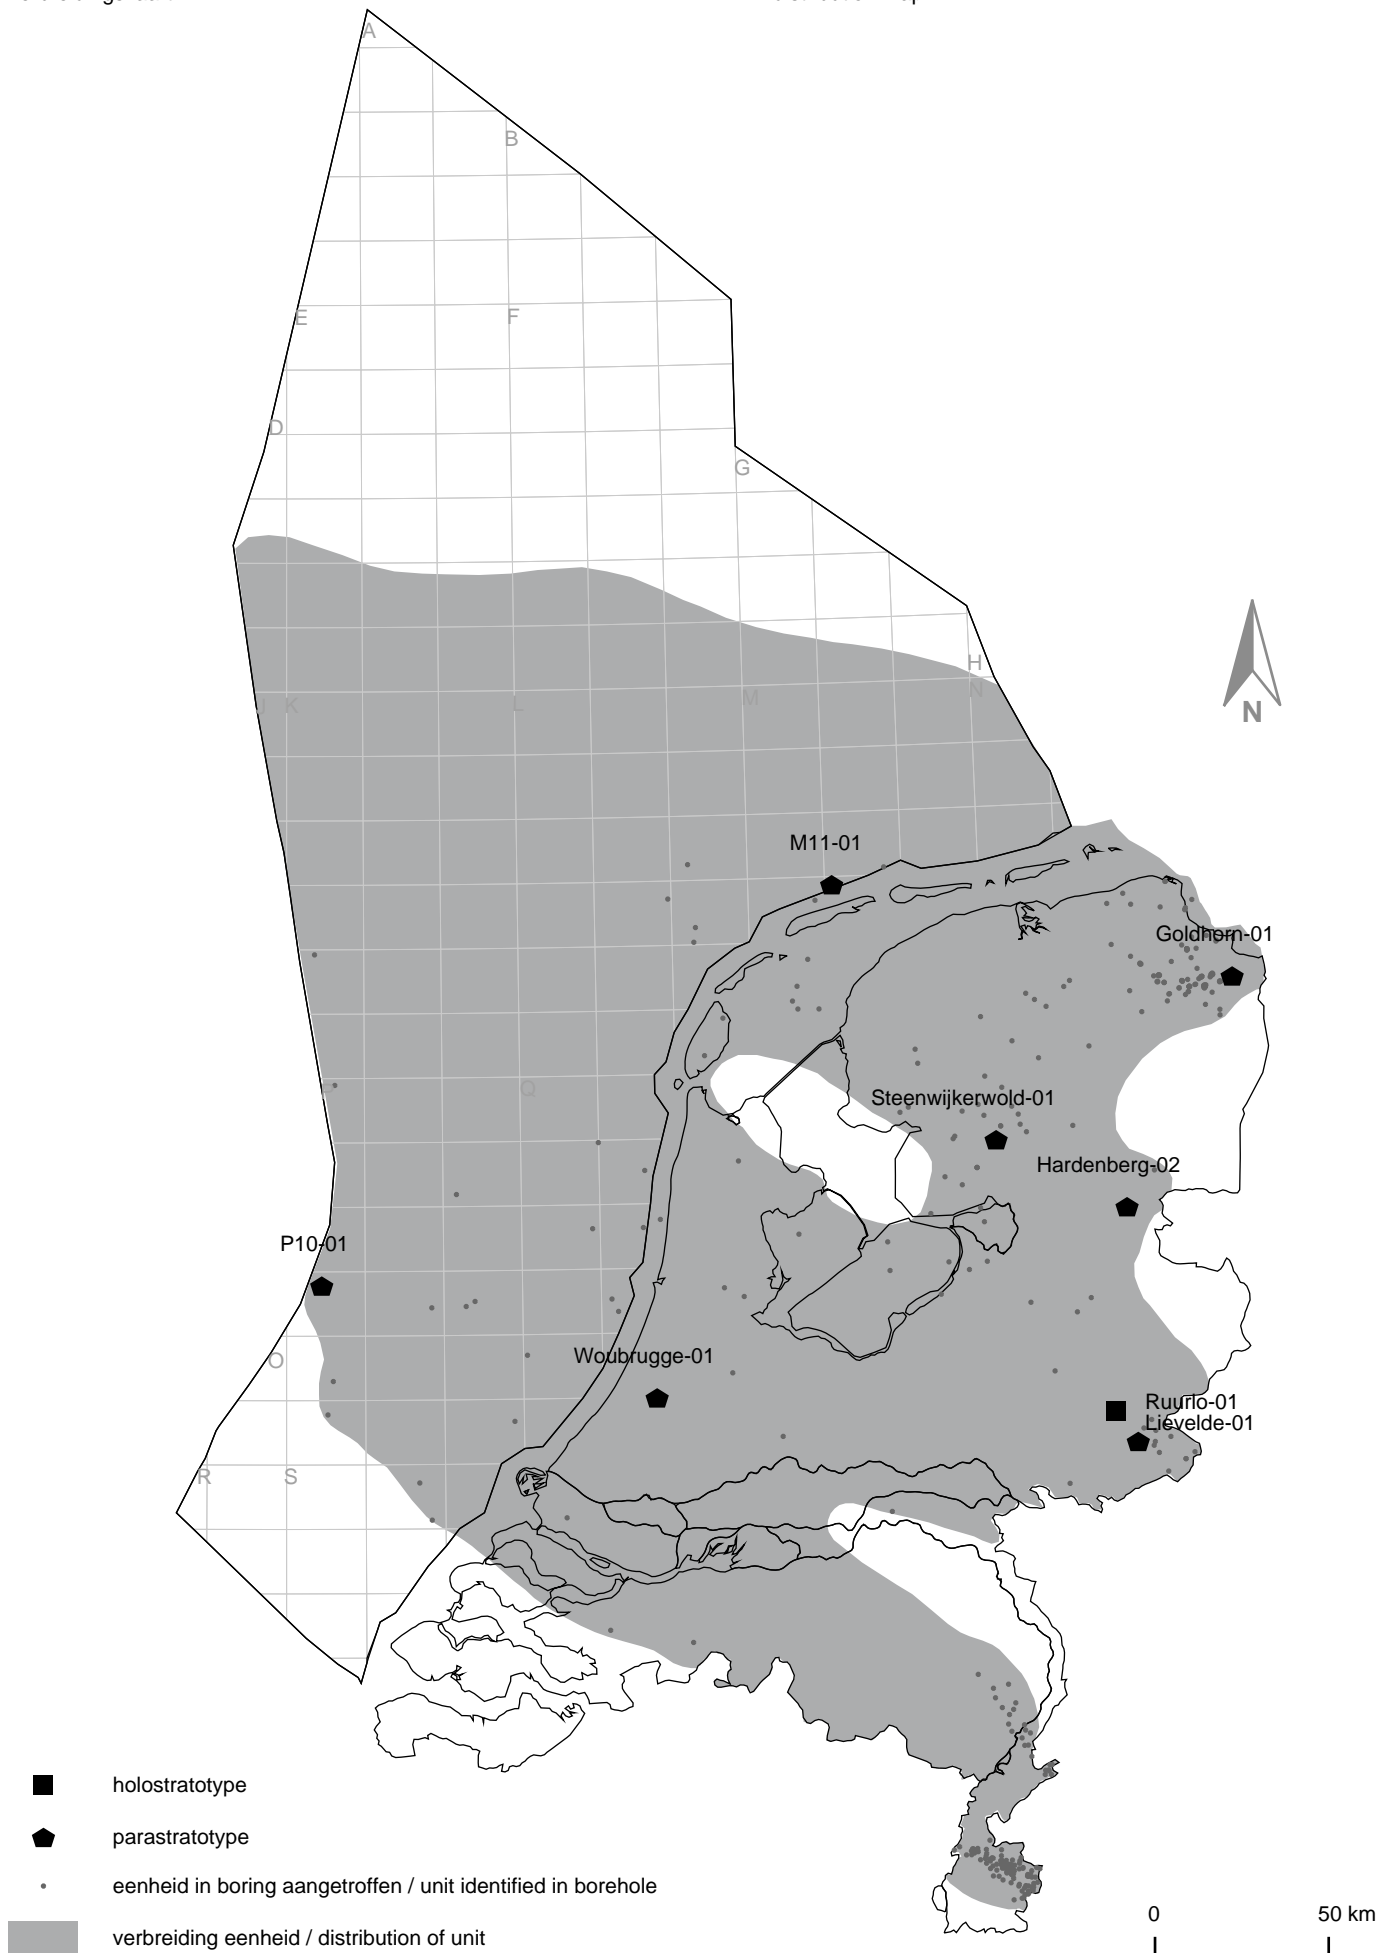 A
B
E
F
D
G
H
N
K
L
M
N
M11-01
Goldhorn-01
P
Q
Steenwijkerwold-01
Hardenberg-02
P10-01
O
Woubrugge-01
Ruurlo-01
Lievelde-01
R
S
holostratotype
parastratotype
eenheid in boring aangetroffen / unit identified in borehole
0
50 km
verbreiding eenheid / distribution of unit